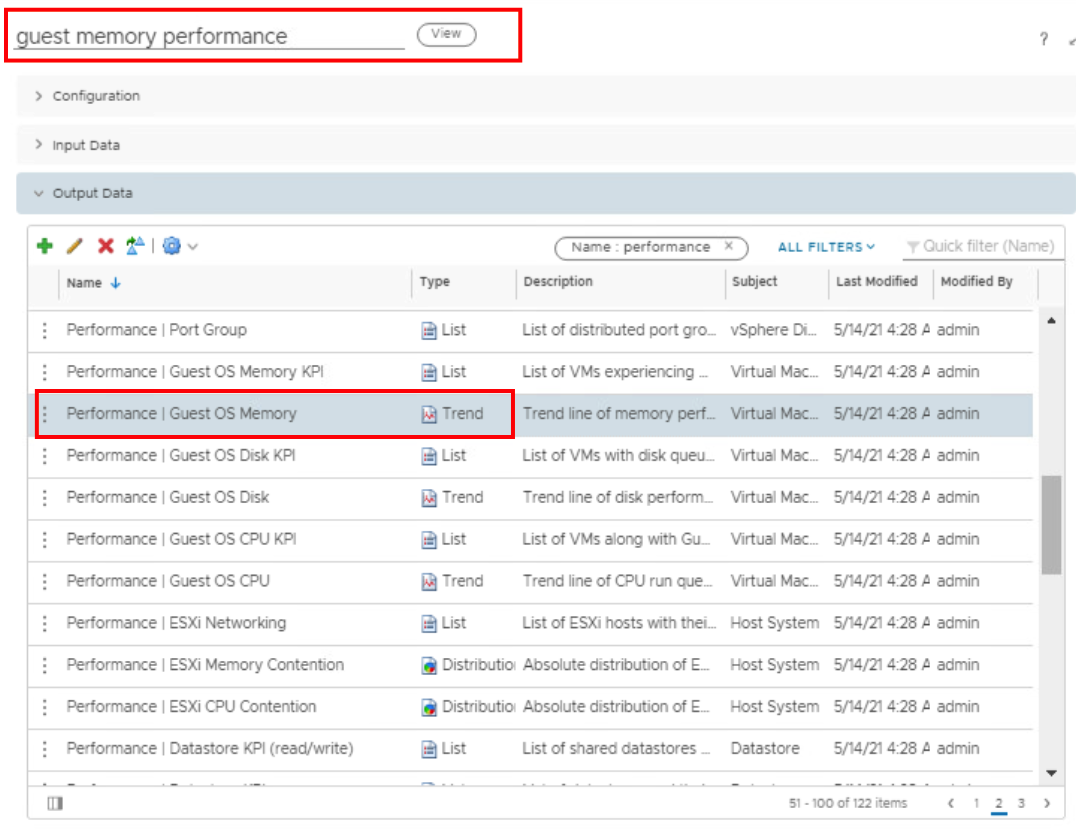 guest memory performance View
?
> Configuration
> Input Data
Output Data
Name : performance × ALL FILTERS Quick filter (Name)
Name ↓ Type Description Subject Last Modified Modified By
Performance | Port Group List List of distributed port gro... vSphere Di... 5/14/21 4:28 A admin
Performance | Guest OS Memory KPI List List of VMs experiencing ... Virtual Mac... 5/14/21 4:28 A admin
Performance | Guest OS Memory Trend Trend line of memory perf... Virtual Mac... 5/14/21 4:28 A admin
Performance | Guest OS Disk KPI List List of VMs with disk queu... Virtual Mac... 5/14/21 4:28 A admin
Performance | Guest OS Disk Trend Trend line of disk perform... Virtual Mac... 5/14/21 4:28 A admin
Performance | Guest OS CPU KPI List List of VMs along with Gu... Virtual Mac... 5/14/21 4:28 A admin
Performance | Guest OS CPU Trend Trend line of CPU run que... Virtual Mac... 5/14/21 4:28 A admin
Performance | ESXi Networking List List of ESXi hosts with thei... Host System 5/14/21 4:28 A admin
Performance | ESXi Memory Contention Distributio Absolute distribution of E... Host System 5/14/21 4:28 A admin
Performance | ESXi CPU Contention Distributio Absolute distribution of E... Host System 5/14/21 4:28 A admin
Performance | Datastore KPI (read/write) List List of shared datastores ... Datastore 5/14/21 4:28 A admin
51 - 100 of 122 items < 1 2 3 >